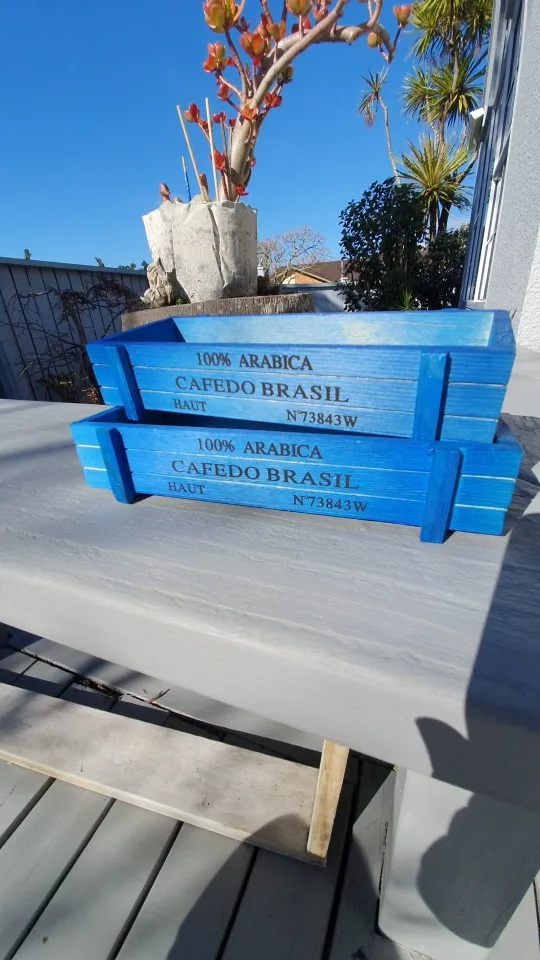 100% ARABICA
CAFEDO BRASIL
HAUT N°73843W
100% ARABICA
CAFEDO BRASIL
HAUT N°73843W